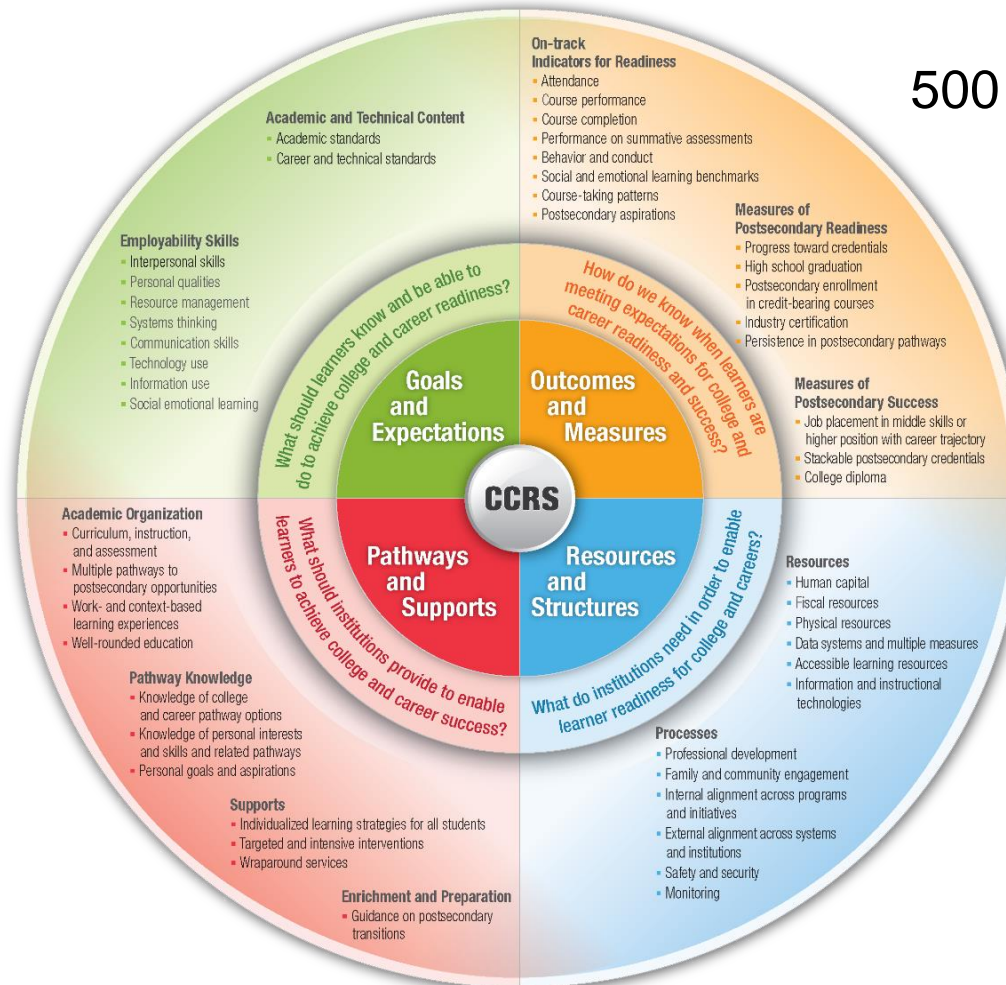 500
Academic and Technical Content
▪ Academic standards
▪ Career and technical standards
Employability Skills
▪ Interpersonal skills
▪ Personal qualities
▪ Resource management
▪ Systems thinking
▪ Communication skills
▪ Technology use
▪ Information use
▪ Social emotional learning
On-track
Indicators for Readiness
▪ Attendance
▪ Course performance
▪ Course completion
▪ Performance on summative assessments
▪ Behavior and conduct
▪ Social and emotional learning benchmarks
▪ Course-taking patterns
▪ Postsecondary aspirations
Measures of
Postsecondary Readiness
▪ Progress toward credentials
▪ High school graduation
▪ Postsecondary enrollment
in credit-bearing courses
▪ Industry certification
▪ Persistence in postsecondary pathways
Measures of
Postsecondary Success
▪ Job placement in middle skills or
higher position with career trajectory
▪ Stackable postsecondary credentials
▪ College diploma
What should learners know and be able to
do to achieve college and career readiness?
How do we know when learners are
meeting expectations for college and
career readiness and success?
Goals
and
Expectations
Outcomes
and
Measures
CCRS
Pathways
and
Supports
Resources
and
Structures
What should institutions provide to enable
learners to achieve college and career success?
What do institutions need in order to enable
learner readiness for college and careers?
Academic Organization
▪ Curriculum, instruction,
and assessment
▪ Multiple pathways to
postsecondary opportunities
▪ Work- and context-based
learning experiences
▪ Well-rounded education
Pathway Knowledge
▪ Knowledge of college
and career pathway options
▪ Knowledge of personal interests
and skills and related pathways
▪ Personal goals and aspirations
Supports
▪ Individualized learning strategies for all students
▪ Targeted and intensive interventions
▪ Wraparound services
Enrichment and Preparation
▪ Guidance on postsecondary
transitions
Resources
▪ Human capital
▪ Fiscal resources
▪ Physical resources
▪ Data systems and multiple measures
▪ Accessible learning resources
▪ Information and instructional
technologies
Processes
▪ Professional development
▪ Family and community engagement
▪ Internal alignment across programs
and initiatives
▪ External alignment across systems
and institutions
▪ Safety and security
▪ Monitoring